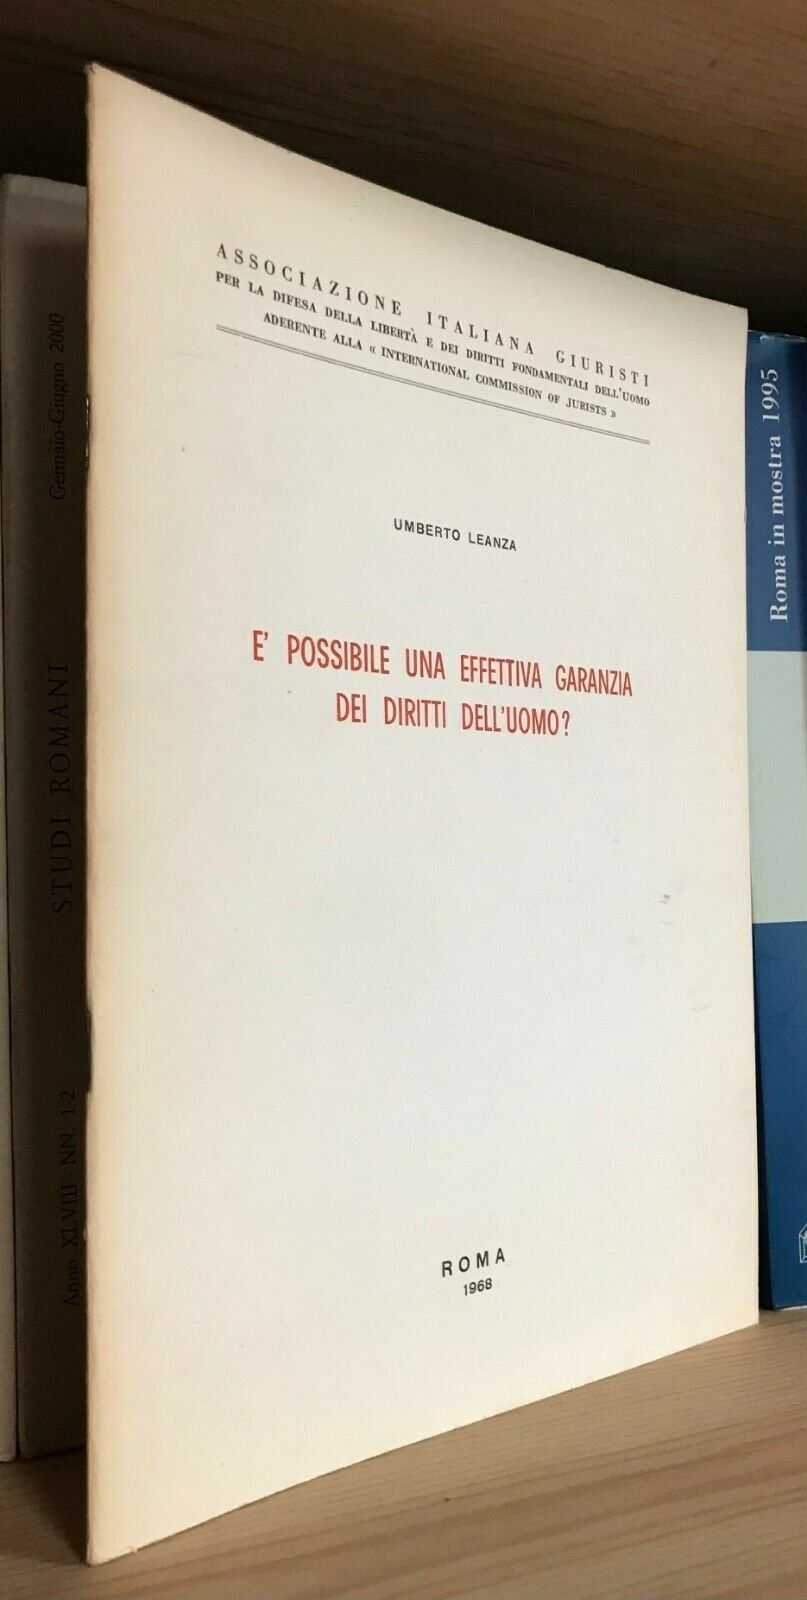 ASSOCIAZIONE ITALIANA GIURISTI
PER LA DIFESA DELLA LIBERTÀ E DEI DIRITTI FONDAMENTALI DELL'UOMO
ADERENTE ALLA « INTERNATIONAL COMMISSION OF JURISTS »
UMBERTO LEANZA
E' POSSIBILE UNA EFFETTIVA GARANZIA
DEI DIRITTI DELL'UOMO?
ROMA
1968
Anno XLVIII - NN. 1-2
STUDI ROMANI
Gennaio-Giugno 2000
Roma in mostra 1995